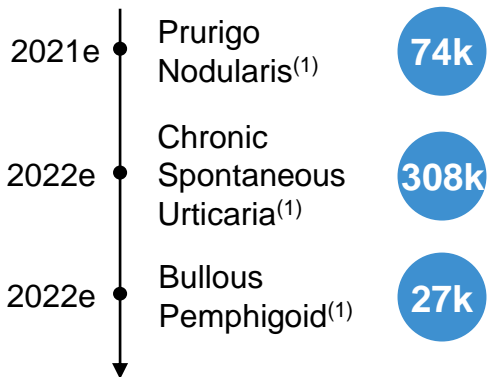 2021e
Prurigo
Nodularis(1)
74k
2022e
Chronic
Spontaneous
Urticaria(1)
308k
2022e
Bullous
Pemphigoid(1)
27k